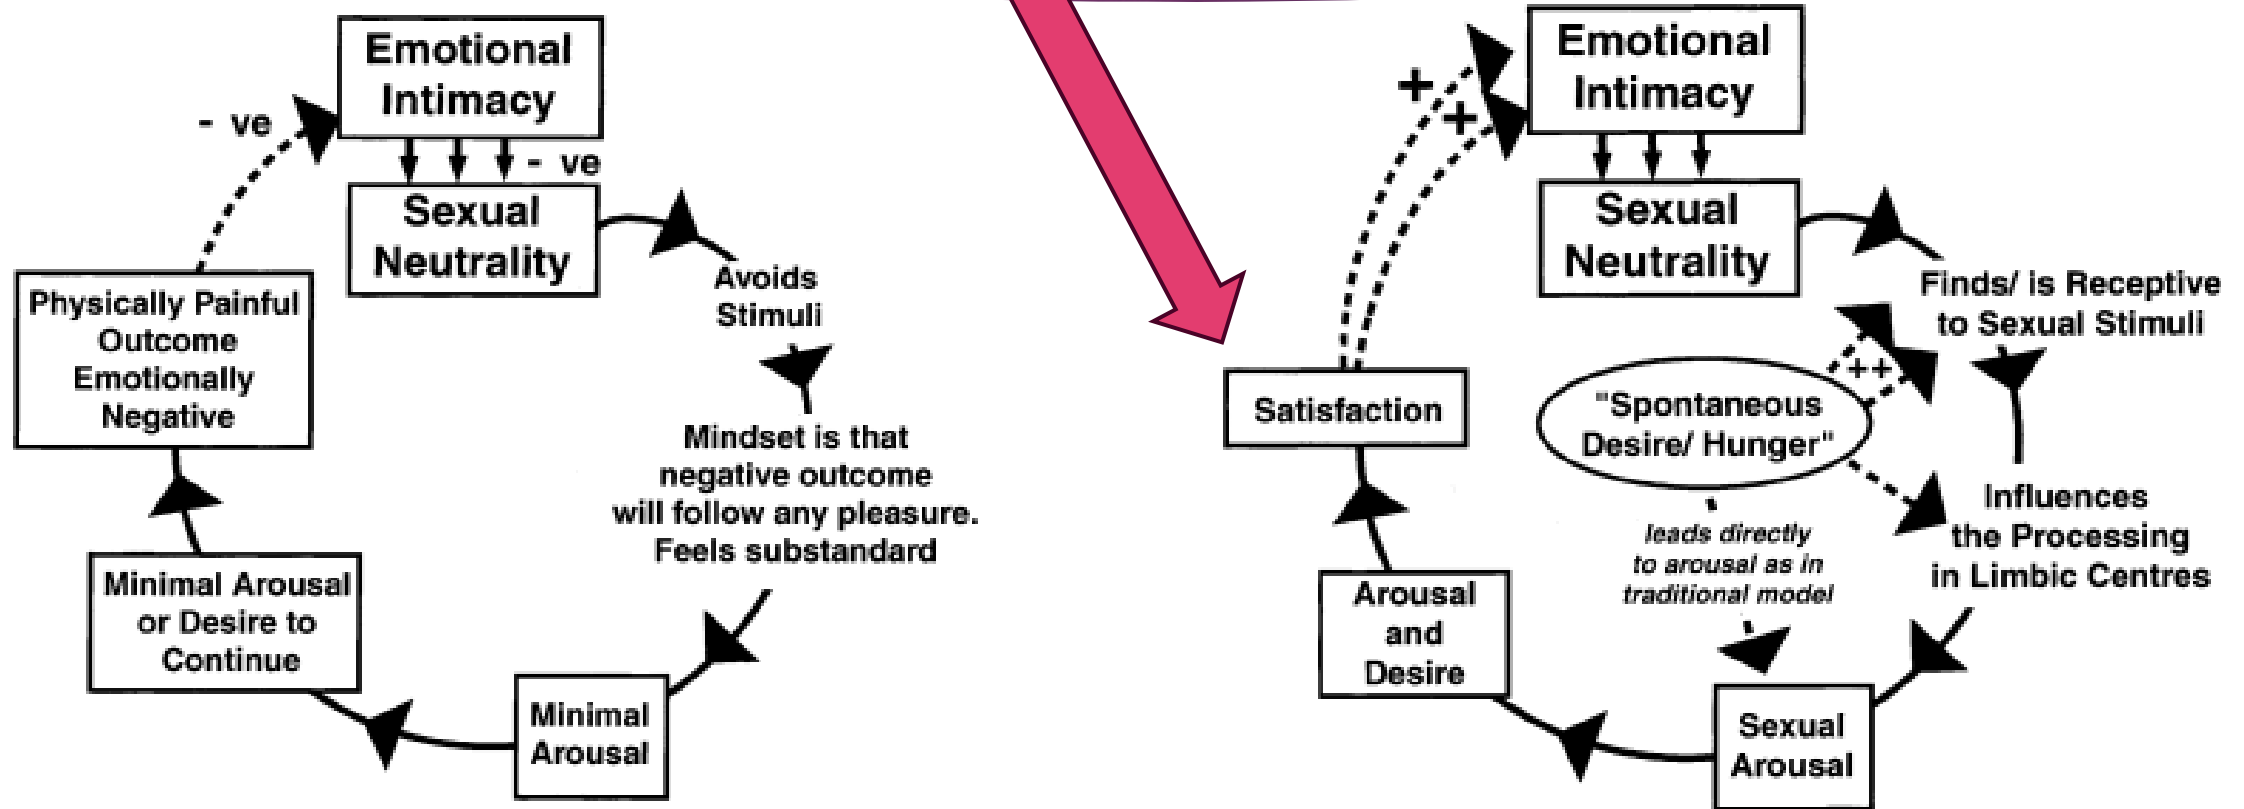 Emotional
Intimacy
- ve
- ve
Sexual
Neutrality
Avoids
Stimuli
Mindset is that
negative outcome
will follow any pleasure.
Feels substandard
Minimal
Arousal
Minimal Arousal
or Desire to
Continue
Physically Painful
Outcome
Emotionally
Negative
Emotional
Intimacy
+
+
Sexual
Neutrality
Finds/ is Receptive
to Sexual Stimuli
++
"Spontaneous
Desire/ Hunger"
Influences
the Processing
in Limbic Centres
leads directly
to arousal as in
traditional model
Sexual
Arousal
Arousal
and
Desire
Satisfaction